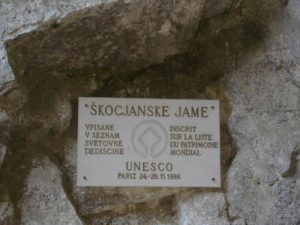 "ŠKOCJANSKE JAME"
VPISANE
V SEZNAM
SVETOVNE
DEDIŠČINE
INSCRIT
SUR LA LISTE
DU PATRIMOINE
MONDIAL
UNESCO
PARIZ 24-28.11.1986